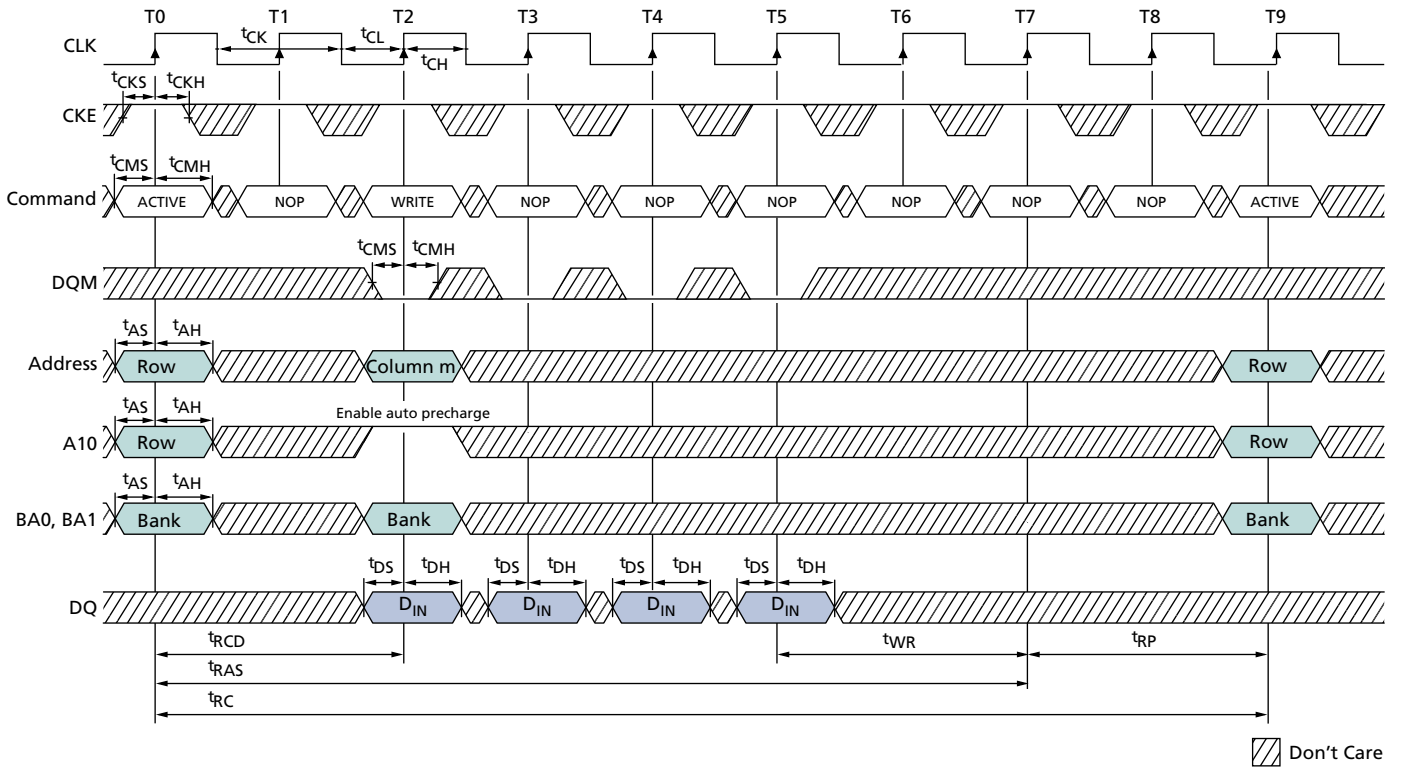 T0 T1 T2 T3 T4 T5 T6 T7 T8 T9
CLK
tCK tCL
tCH
tCKS tCKH
CKE
tCMS tCMH
Command ACTIVE NOP WRITE NOP NOP NOP NOP NOP NOP ACTIVE
tCMS tCMH
DQM
tAS tAH
Address Row Column m Row
tAS tAH Enable auto precharge
A10 Row Row
tAS tAH
BA0, BA1 Bank Bank Bank
tDS tDH tDS tDH tDS tDH tDS tDH
DQ DIN DIN DIN DIN
tRCD tWR tRP
tRAS
tRC
Don't Care